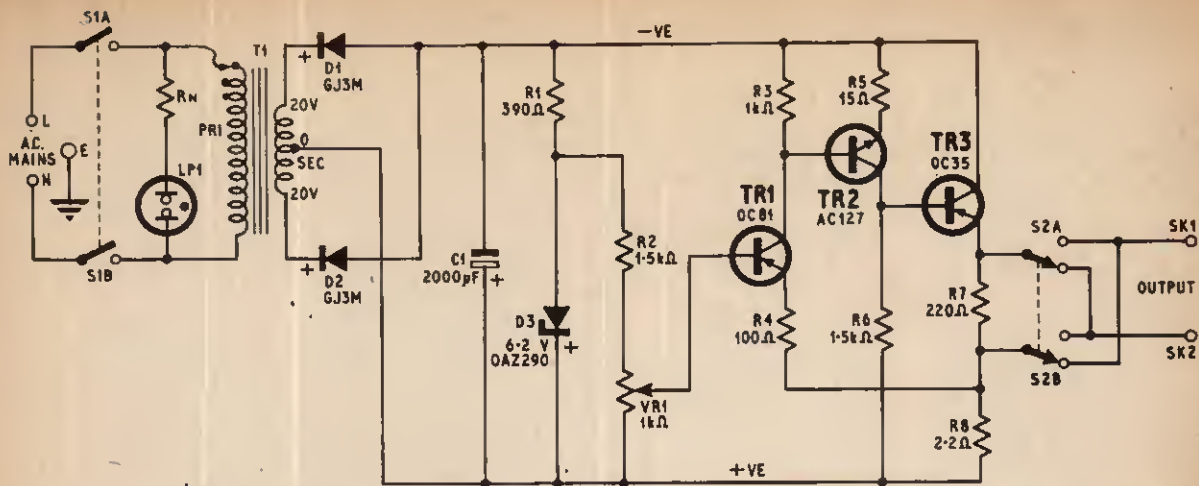 S1A
L
A.C.
MAINS
E
N
S1B
RN
LP1
PRI
T1
20V
0
SEC
20V
+
D1
GJ3M
+
D2
GJ3M
C1
2000µF
+
-VE
R1
390Ω
D3
6·2 V
OAZ290
+
R2
1·5kΩ
VR1
1kΩ
R3
1kΩ
TR1
OC81
R4
100Ω
R5
15Ω
TR2
AC127
R6
1·5kΩ
TR3
OC35
R7
220Ω
R8
2·2Ω
S2A
S2B
SK1
OUTPUT
SK2
+VE